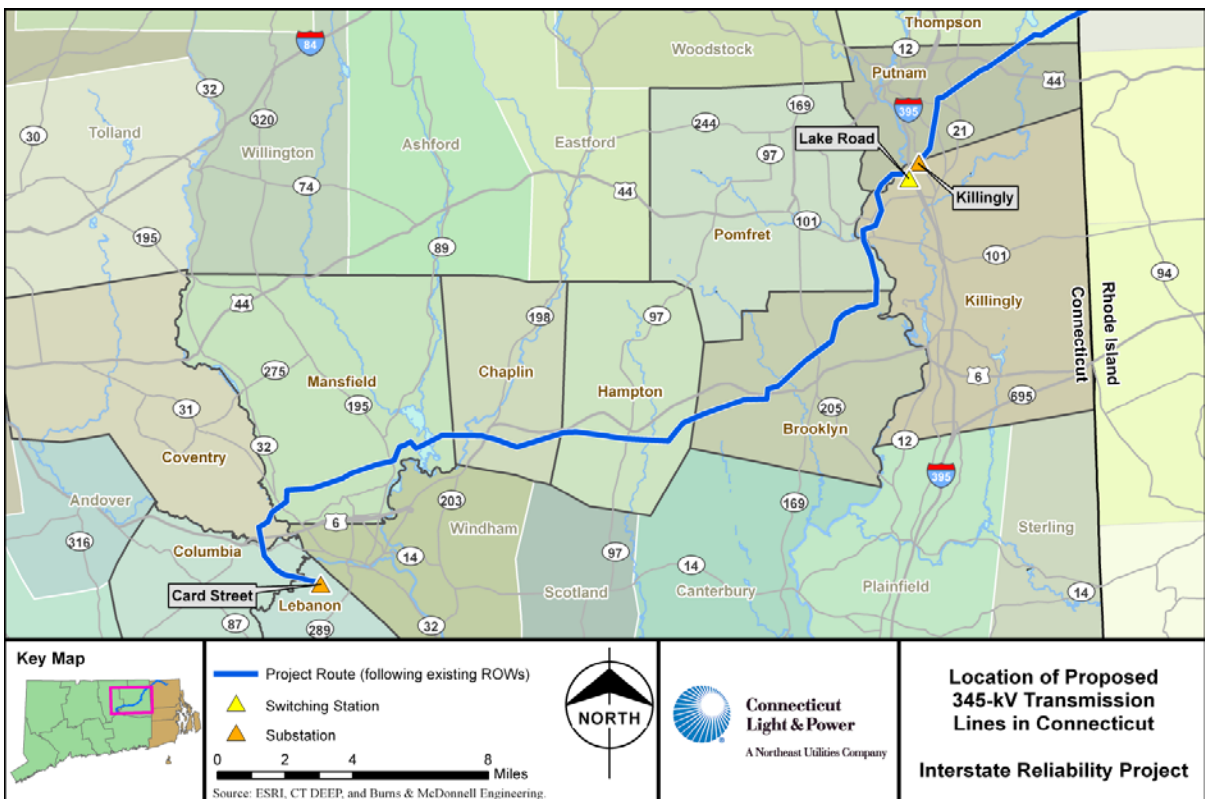 Thompson
12
Woodstock
Putnam
84
44
32
169
320
395
30
Tolland
244
21
Lake Road
Willington
Ashford
Eastford
97
74
44
Killingly
101
195
Pomfret
89
101
94
44
Killingly
Rhode Island
Connecticut
198
97
275
Mansfield
Chaplin
6
Hampton
195
695
31
205
Brooklyn
32
12
Coventry
395
Andover
203
169
6
Windham
Sterling
316
Columbia
14
97
14
Scotland
Canterbury
Plainfield
14
Card Street
Lebanon
87
289
32
Key Map
Project Route (following existing ROWs)
Switching Station
Substation
0 2 4 8
Miles
Source: ESRI, CT DEEP, and Burns & McDonnell Engineering.
NORTH
Connecticut
Light & Power
A Northeast Utilities Company
Location of Proposed
345-kV Transmission
Lines in Connecticut
Interstate Reliability Project